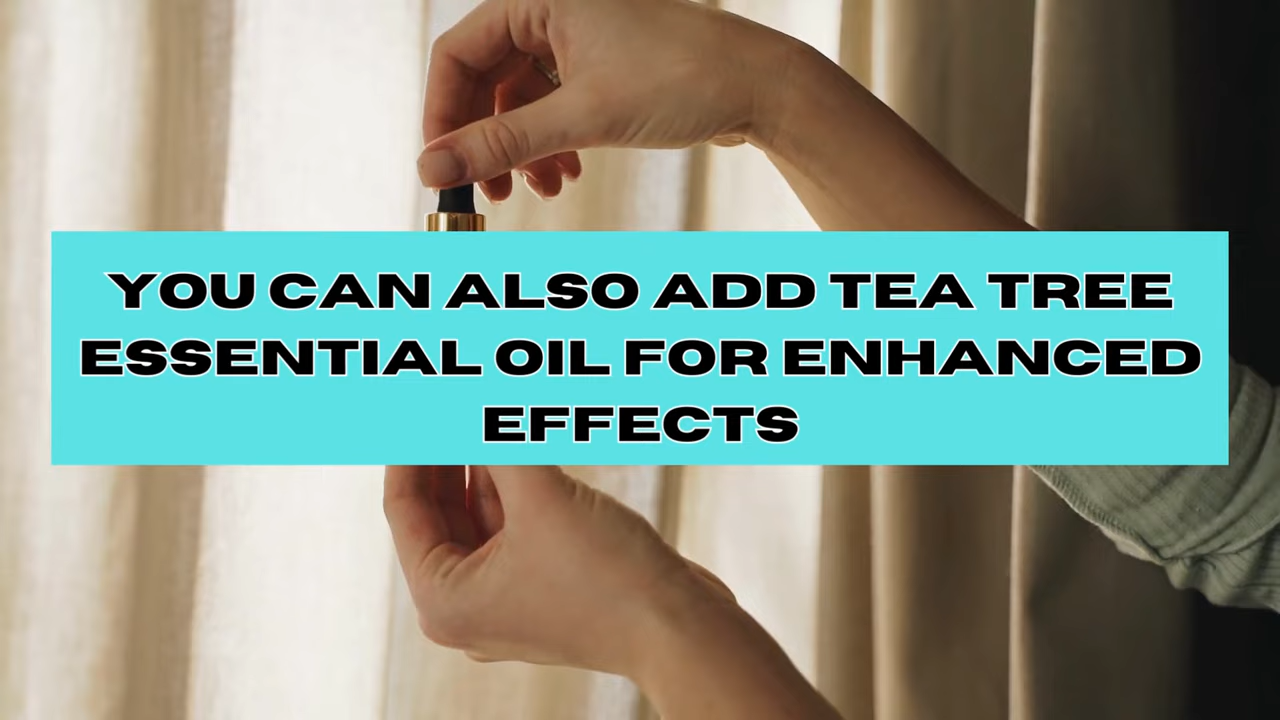 YOU CAN ALSO ADD TEA TREE
ESSENTIAL OIL FOR ENHANCED
EFFECTS